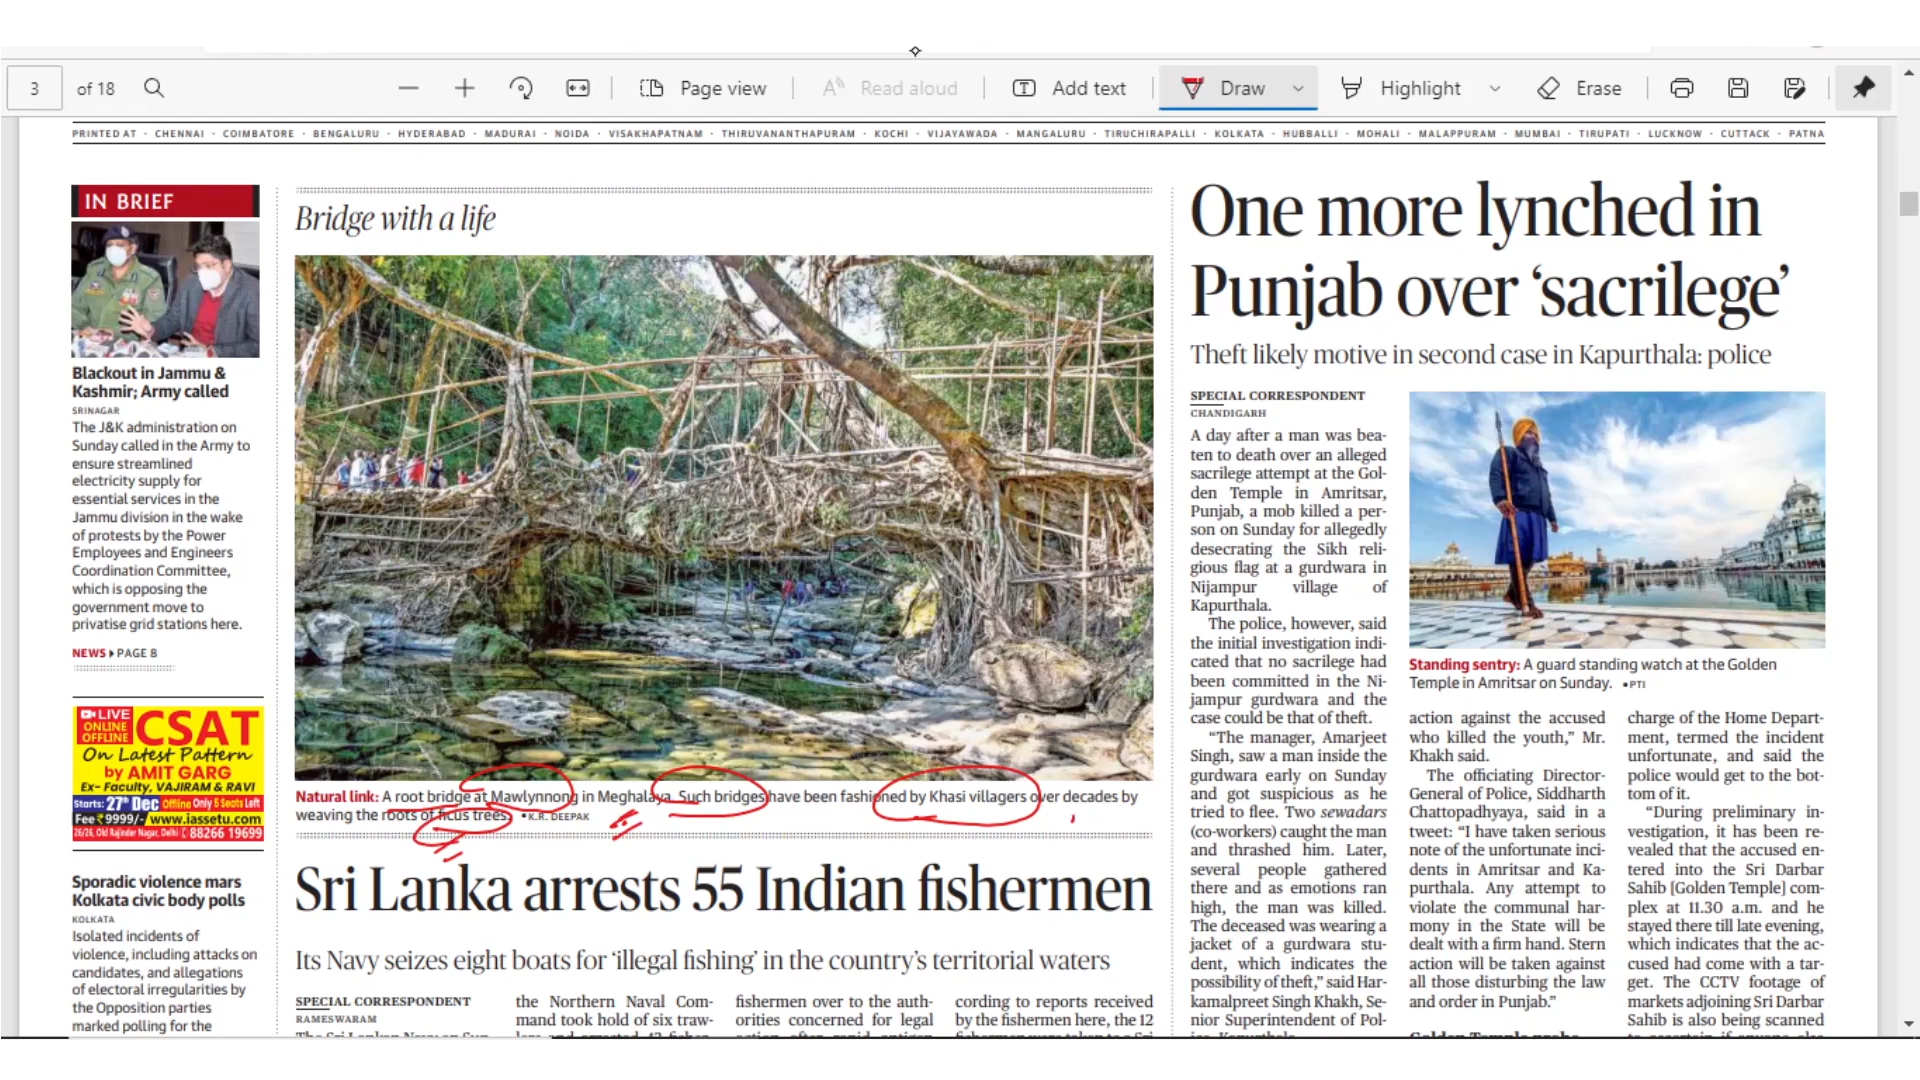 3 of 18
Page view
Read aloud
Add text
Draw
Highlight
Erase
PRINTED AT · CHENNAI · COIMBATORE · BENGALURU · HYDERABAD · MADURAI · NOIDA · VISAKHAPATNAM · THIRUVANANTHAPURAM · KOCHI · VIJAYAWADA · MANGALURU · TIRUCHIRAPALLI · KOLKATA · HUBBALLI · MOHALI · MALAPPURAM · MUMBAI · TIRUPATI · LUCKNOW · CUTTACK · PATNA
IN BRIEF
Blackout in Jammu &
Kashmir; Army called
SRINAGAR
The J&K administration on
Sunday called in the Army to
ensure streamlined
electricity supply for
essential services in the
Jammu division in the wake
of protests by the Power
Employees and Engineers
Coordination Committee,
which is opposing the
government move to
privatise grid stations here.
NEWS PAGE 8
LIVE
ONLINE
OFFLINE
CSAT
On Latest Pattern
by AMIT GARG
Ex- Faculty, VAJIRAM & RAVI
Starts: 27th Dec Offline Only 5 Seats Left
Fee ₹9999/- www.iassetu.com
26/26, Old Rajinder Nagar, Delhi 88266 19699
Sporadic violence mars
Kolkata civic body polls
KOLKATA
Isolated incidents of
violence, including attacks on
candidates, and allegations
of electoral irregularities by
the Opposition parties
marked polling for the
Bridge with a life
Natural link: A root bridge at Mawlynnong in Meghalaya. Such bridges have been fashioned by Khasi villagers over decades by
weaving the roots of ficus trees. ▪ K.R. DEEPAK
Sri Lanka arrests 55 Indian fishermen
Its Navy seizes eight boats for ‘illegal fishing’ in the country’s territorial waters
SPECIAL CORRESPONDENT
RAMESWARAM
the Northern Naval Com-
mand took hold of six traw-
fishermen over to the auth-
orities concerned for legal
cording to reports received
by the fishermen here, the 12
One more lynched in
Punjab over ‘sacrilege’
Theft likely motive in second case in Kapurthala: police
SPECIAL CORRESPONDENT
CHANDIGARH
A day after a man was bea-
ten to death over an alleged
sacrilege attempt at the Gol-
den Temple in Amritsar,
Punjab, a mob killed a per-
son on Sunday for allegedly
desecrating the Sikh reli-
gious flag at a gurdwara in
Nijampur village of
Kapurthala.
The police, however, said
the initial investigation indi-
cated that no sacrilege had
been committed in the Ni-
jampur gurdwara and the
case could be that of theft.
“The manager, Amarjeet
Singh, saw a man inside the
gurdwara early on Sunday
and got suspicious as he
tried to flee. Two sewadars
(co-workers) caught the man
and thrashed him. Later,
several people gathered
there and as emotions ran
high, the man was killed.
The deceased was wearing a
jacket of a gurdwara stu-
dent, which indicates the
possibility of theft,” said Har-
kamalpreet Singh Khakh, Se-
nior Superintendent of Pol-
Standing sentry: A guard standing watch at the Golden
Temple in Amritsar on Sunday. ▪ PTI
action against the accused
who killed the youth,” Mr.
Khakh said.
The officiating Director-
General of Police, Siddharth
Chattopadhyaya, said in a
tweet: “I have taken serious
note of the unfortunate inci-
dents in Amritsar and Ka-
purthala. Any attempt to
violate the communal har-
mony in the State will be
dealt with a firm hand. Stern
action will be taken against
all those disturbing the law
and order in Punjab.”
charge of the Home Depart-
ment, termed the incident
unfortunate, and said the
police would get to the bot-
tom of it.
“During preliminary in-
vestigation, it has been re-
vealed that the accused en-
tered into the Sri Darbar
Sahib [Golden Temple] com-
plex at 11.30 a.m. and he
stayed there till late evening,
which indicates that the ac-
cused had come with a tar-
get. The CCTV footage of
markets adjoining Sri Darbar
Sahib is also being scanned